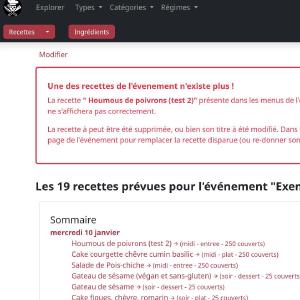 Explorer Types Catégories Régimes
Recettes Ingrédients
Modifier
Une des recettes de l'évenement n'existe plus !
La recette " Houmous de poivrons (test 2)" présente dans les menus de l'
ne s'affichera pas correctement.
La recette à peut être été supprimée, ou bien son titre à été modifié. Dans
page de l'événement pour remplacer la recette disparue (ou re-donner son
Les 19 recettes prévues pour l'événement "Exem
Sommaire
mercredi 10 janvier
Houmous de poivrons (test 2) → (midi - entree - 250 couverts)
Cake courgette chêvre cumin basilic → (midi - plat - 250 couverts)
Salade de Pois-chiche → (midi - entree - 250 couverts)
Gateau de sésame (végan et sans-gluten) → (soir - dessert - 25 couverts
Gateau de sésame → (soir - dessert - 25 couverts)
Cake figues, chèvre, romarin → (soir - plat - 25 couverts)